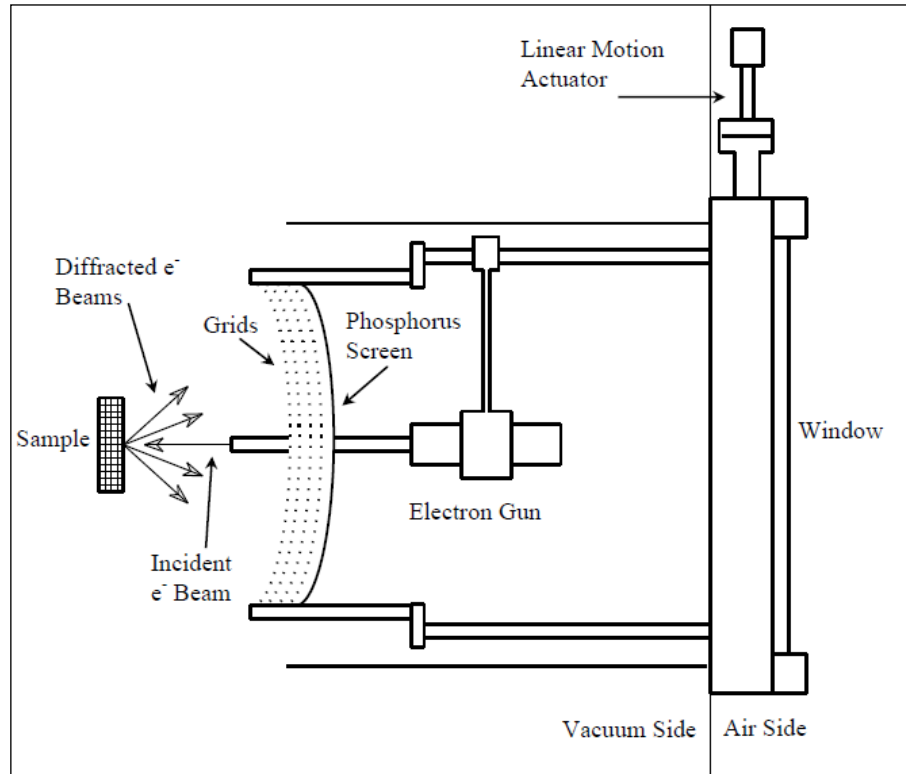 Linear Motion
Actuator
Diffracted e-
Beams
Grids
Phosphorus
Screen
Sample
Window
Electron Gun
Incident
e- Beam
Vacuum Side
Air Side